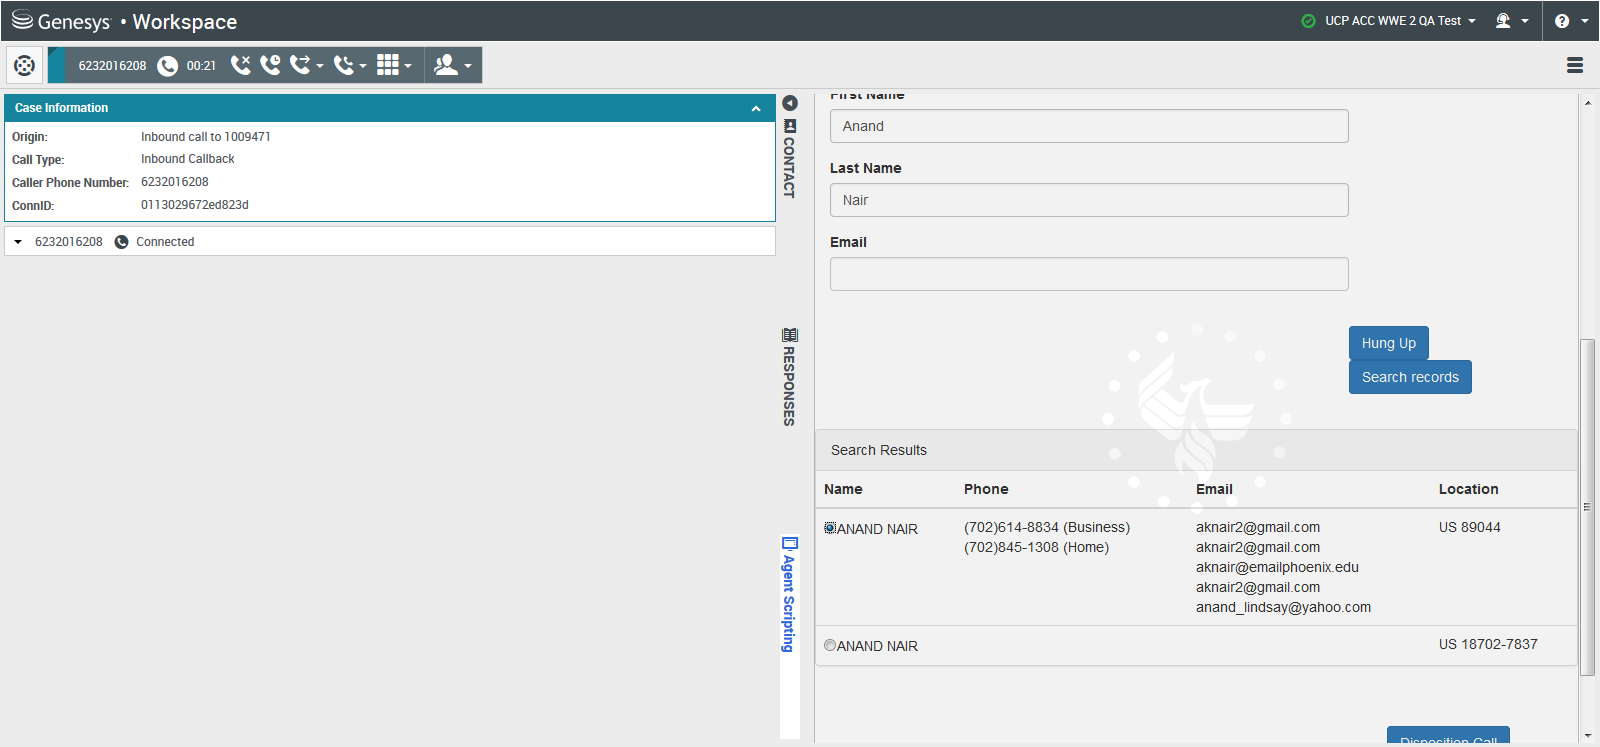 Genesys • Workspace
UCP ACC WWE 2 QA Test
?
6232016208 00:21
Case Information
Origin: Inbound call to 1009471
Call Type: Inbound Callback
Caller Phone Number: 6232016208
ConnID: 0113029672ed823d
6232016208 Connected
CONTACT
RESPONSES
Agent Scripting
First Name
Anand
Last Name
Nair
Email
Hung Up
Search records
Search Results
Name Phone Email Location
ANAND NAIR (702)614-8834 (Business) aknair2@gmail.com US 89044
(702)845-1308 (Home) aknair2@gmail.com
aknair@emailphoenix.edu
aknair2@gmail.com
anand_lindsay@yahoo.com
ANAND NAIR US 18702-7837
Disposition Call